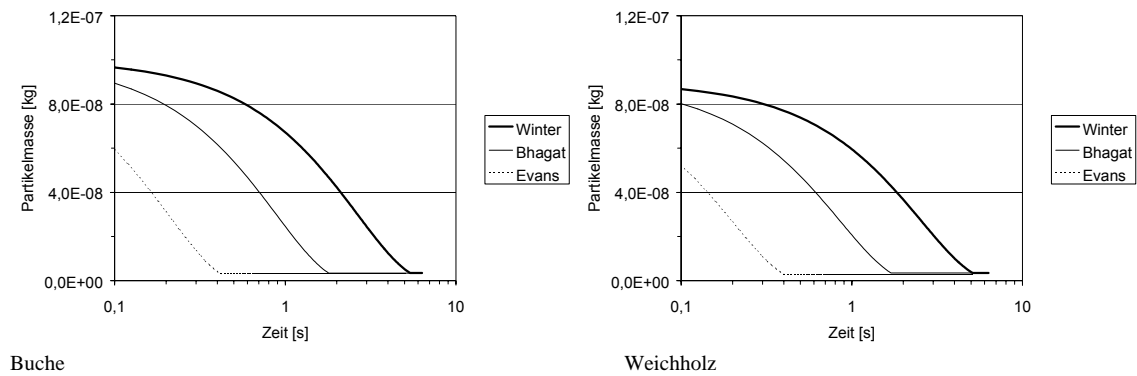 1,2E-07
8,0E-08
4,0E-08
0,0E+00
Partikelmasse [kg]
0,1
1
10
Zeit [s]
Winter
Bhagat
Evans
Buche
1,2E-07
8,0E-08
4,0E-08
0,0E+00
Partikelmasse [kg]
0,1
1
10
Zeit [s]
Winter
Bhagat
Evans
Weichholz